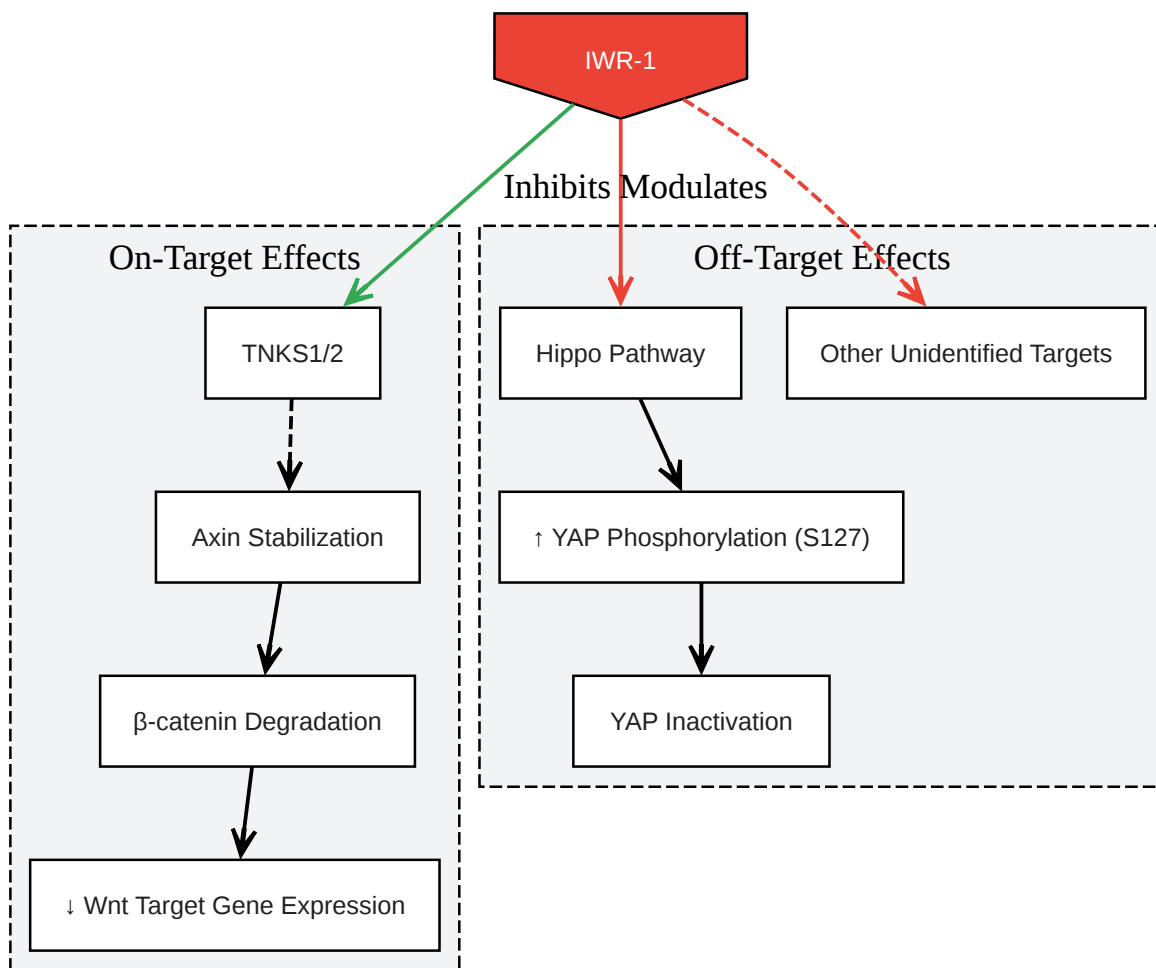 IWR-1
Inhibits Modulates
On-Target Effects
Off-Target Effects
TNKS1/2
Hippo Pathway
Other Unidentified Targets
Axin Stabilization
↑ YAP Phosphorylation (S127)
β-catenin Degradation
YAP Inactivation
↓ Wnt Target Gene Expression